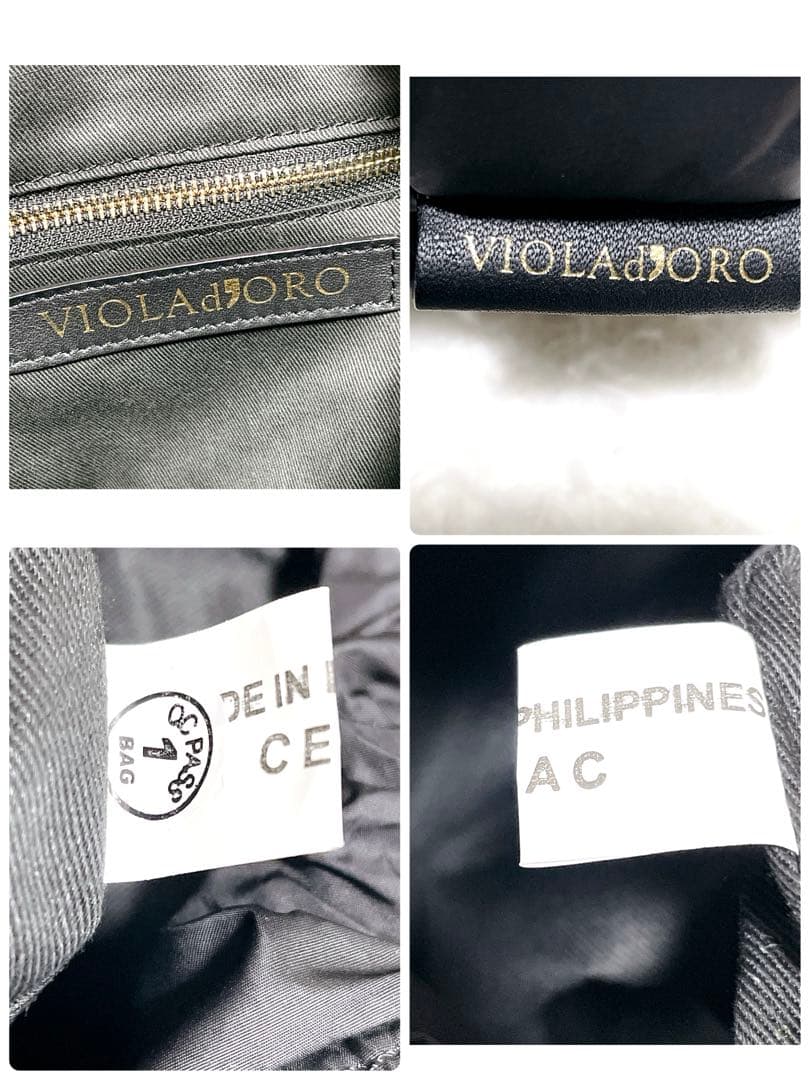 VIOLAd'ORO
VIOLAd'ORO
DE IN
CE
QC PASS
1
BAG
PHILIPPINES
AC